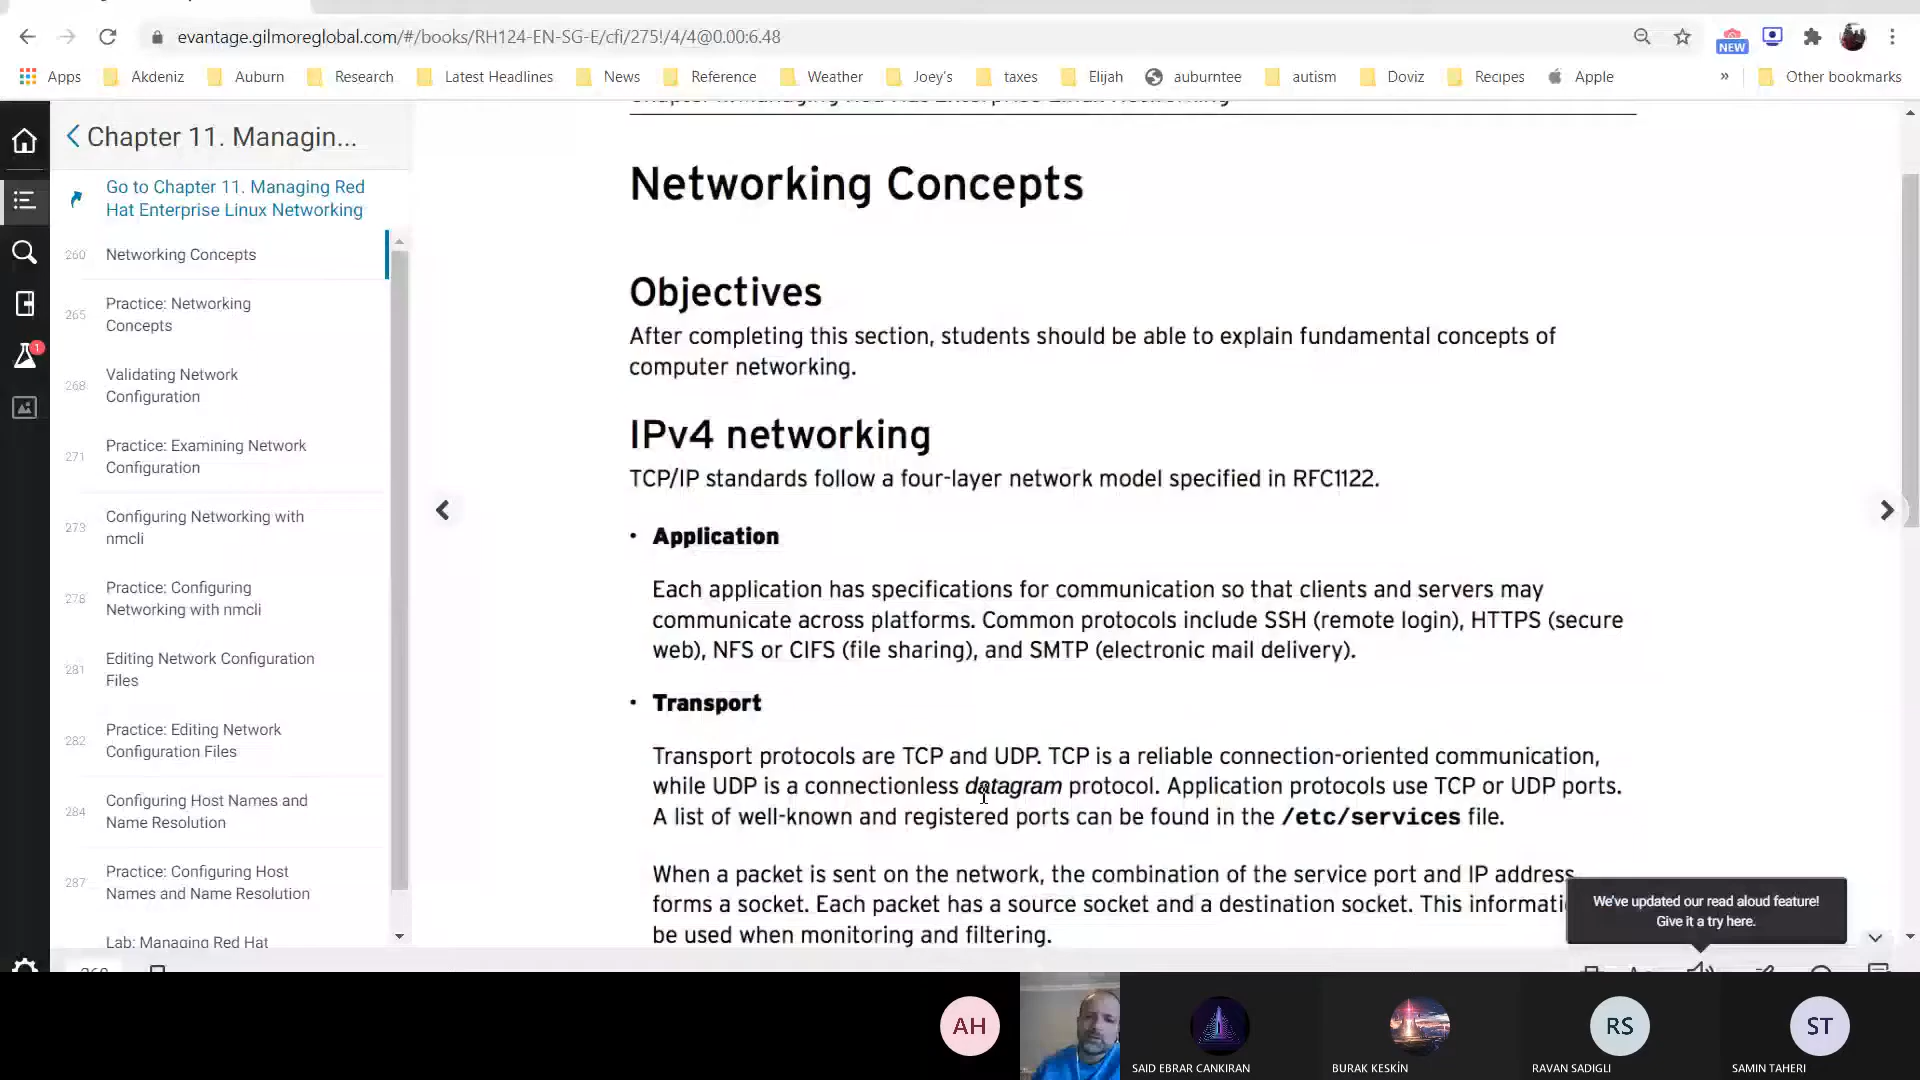 evantage.gilmoreglobal.com/#/books/RH124-EN-SG-E/cfi/275!/4/4@0.00:6.48
NEW
Apps
Akdeniz
Auburn
Research
Latest Headlines
News
Reference
Weather
Joey's
taxes
Elijah
auburntee
autism
Doviz
Recipes
Apple
»
Other bookmarks
Chapter 11. Managin...
Go to Chapter 11. Managing Red
Hat Enterprise Linux Networking
260 Networking Concepts
265 Practice: Networking
Concepts
268 Validating Network
Configuration
271 Practice: Examining Network
Configuration
273 Configuring Networking with
nmcli
278 Practice: Configuring
Networking with nmcli
281 Editing Network Configuration
Files
282 Practice: Editing Network
Configuration Files
284 Configuring Host Names and
Name Resolution
287 Practice: Configuring Host
Names and Name Resolution
Lab: Managing Red Hat
1
Chapter 11. Managing Red Hat Enterprise Linux Networking
Networking Concepts
Objectives
After completing this section, students should be able to explain fundamental concepts of
computer networking.
IPv4 networking
TCP/IP standards follow a four-layer network model specified in RFC1122.
• Application
Each application has specifications for communication so that clients and servers may
communicate across platforms. Common protocols include SSH (remote login), HTTPS (secure
web), NFS or CIFS (file sharing), and SMTP (electronic mail delivery).
• Transport
Transport protocols are TCP and UDP. TCP is a reliable connection-oriented communication,
while UDP is a connectionless datagram protocol. Application protocols use TCP or UDP ports.
A list of well-known and registered ports can be found in the /etc/services file.
When a packet is sent on the network, the combination of the service port and IP address
forms a socket. Each packet has a source socket and a destination socket. This informati
be used when monitoring and filtering.
We've updated our read aloud feature!
Give it a try here.
AH
SAID EBRAR CANKIRAN
BURAK KESKİN
RS
RAVAN SADIGLI
ST
SAMIN TAHERI